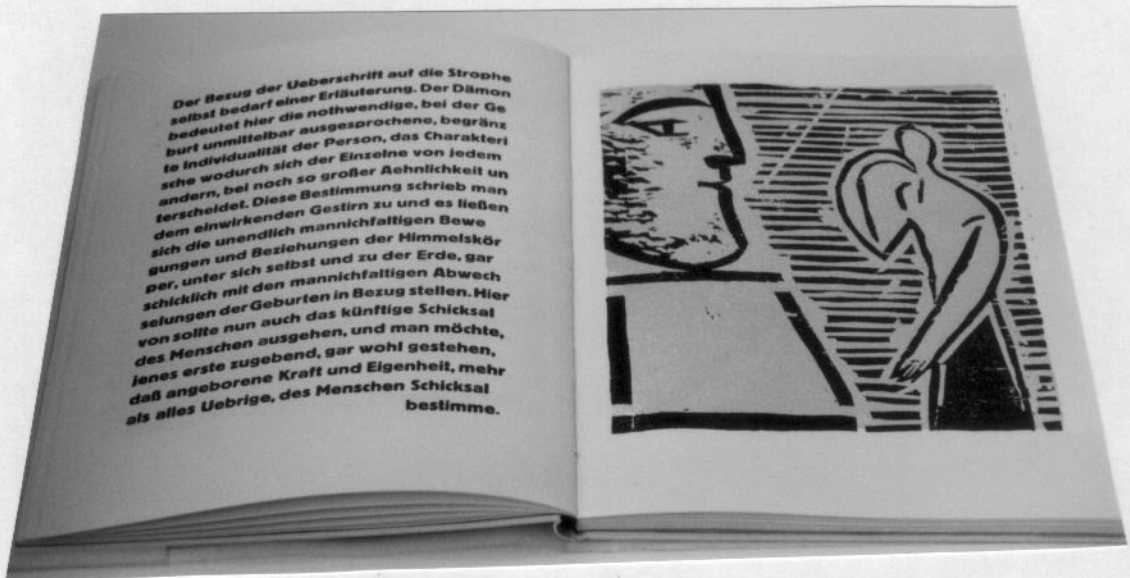 Der Bezug der Ueberschrift auf die Strophe
selbst bedarf einer Erläuterung. Der Dämon
bedeutet hier die nothwendige, bei der Ge
burt unmittelbar ausgesprochene, begränz
te Individualität der Person, das Charakteri
sche wodurch sich der Einzelne von jedem
andern, bei noch so großer Aehnlichkeit un
terscheidet. Diese Bestimmung schrieb man
dem einwirkenden Gestirn zu und es ließen
sich die unendlich mannichfaltigen Bewe
gungen und Beziehungen der Himmelskör
per, unter sich selbst und zu der Erde, gar
schicklich mit den mannichfaltigen Abwech
selungen der Geburten in Bezug stellen. Hier
von sollte nun auch das künftige Schicksal
des Menschen ausgehen, und man möchte,
jenes erste zugebend, gar wohl gestehen,
daß angeborene Kraft und Eigenheit, mehr
als alles Uebrige, des Menschen Schicksal
bestimme.